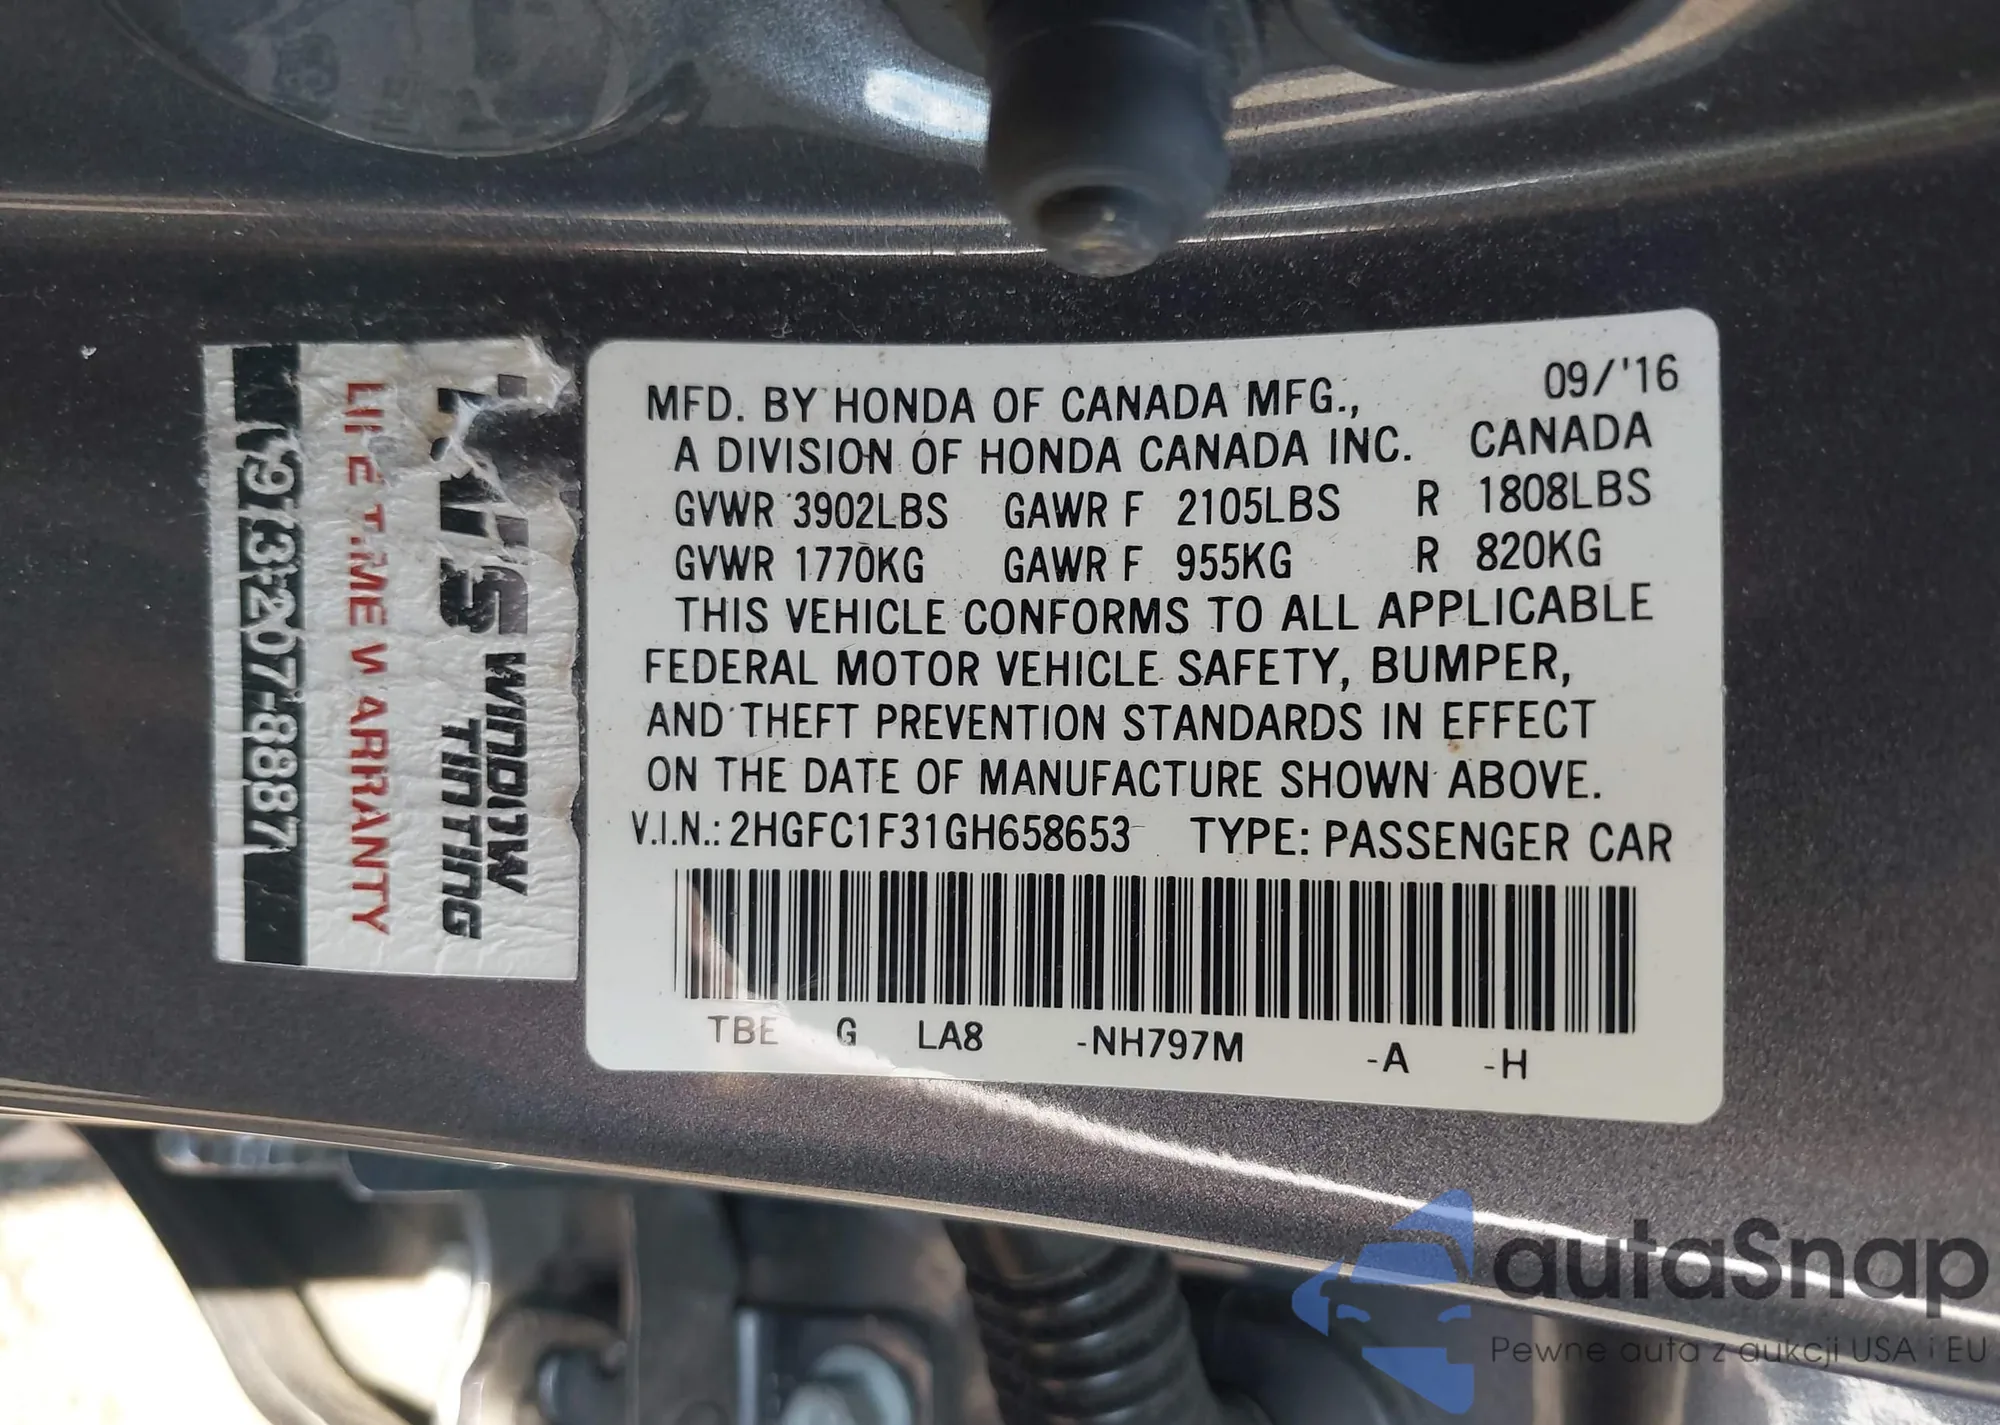 MFD. BY HONDA OF CANADA MFG., 09/'16
A DIVISION OF HONDA CANADA INC. CANADA
GVWR 3902LBS GAWR F 2105LBS R 1808LBS
GVWR 1770KG GAWR F 955KG R 820KG
THIS VEHICLE CONFORMS TO ALL APPLICABLE
FEDERAL MOTOR VEHICLE SAFETY, BUMPER,
AND THEFT PREVENTION STANDARDS IN EFFECT
ON THE DATE OF MANUFACTURE SHOWN ABOVE.
V.I.N.: 2HGFC1F31GH658653 TYPE: PASSENGER CAR
TBE G LA8 -NH797M -A -H
WINDOW
TINTING
LIFETIME WARRANTY
973-207-8887
autaSnap
Pewne auta z aukcji USA i EU